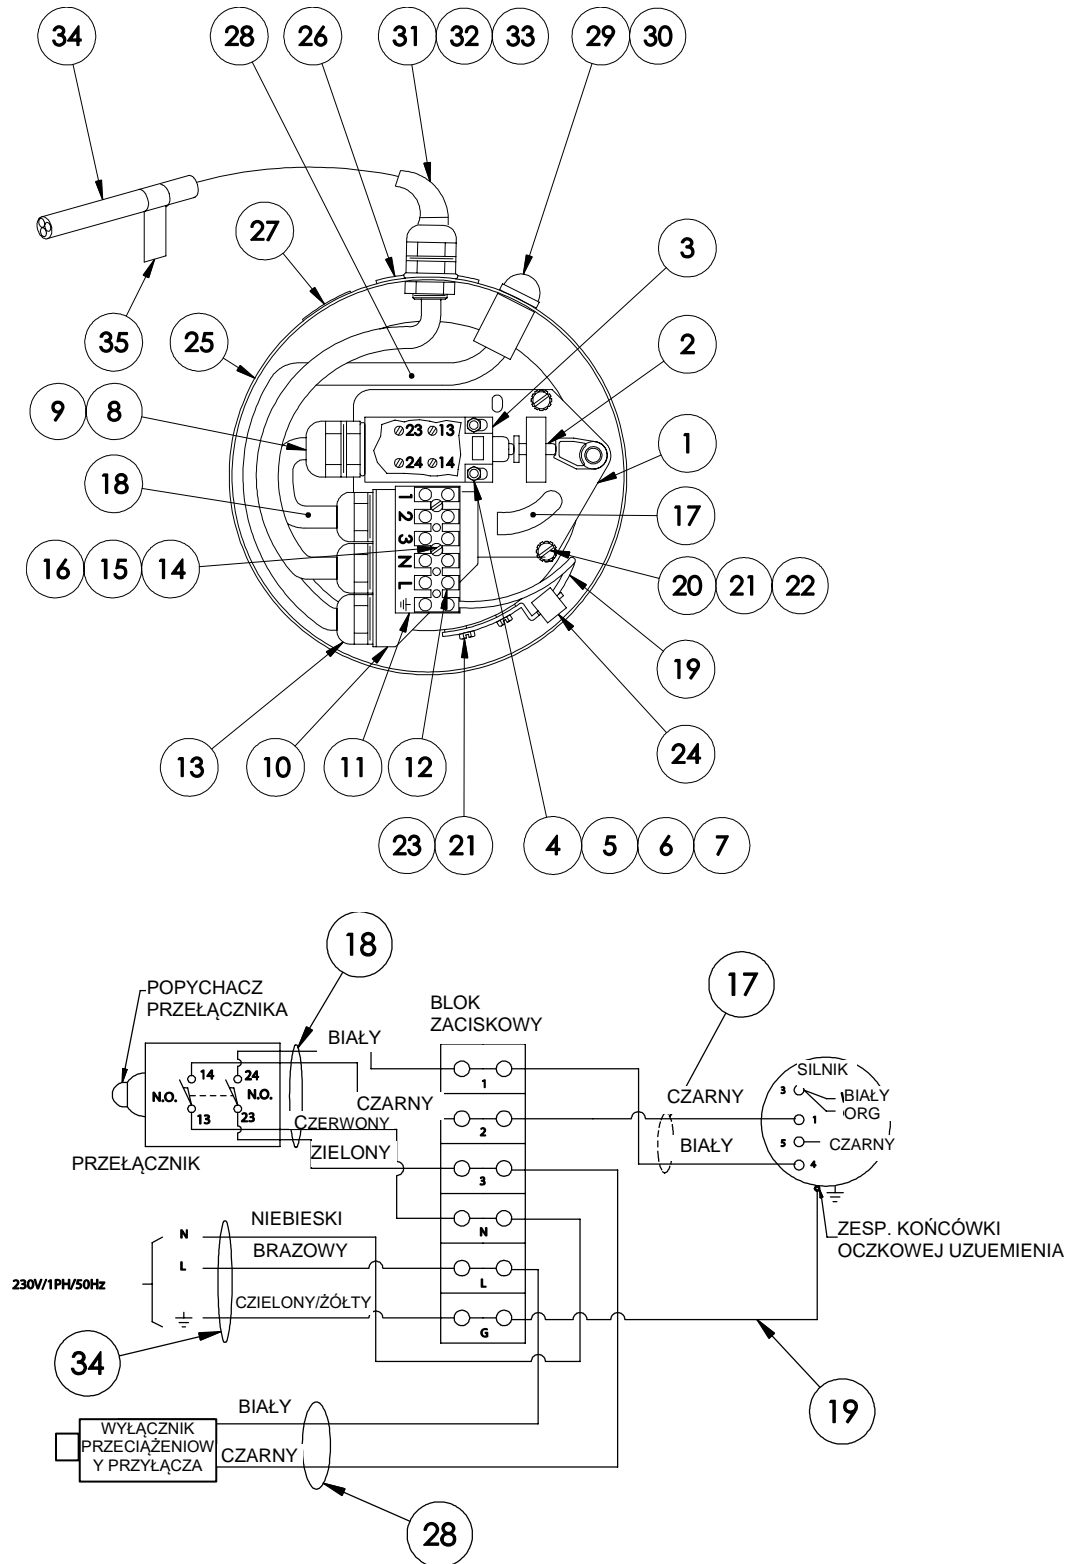 34 28 26 31 32 33 29 30
27 3
35 25 2
9 8 23 13 1
24 14
18 1 17
2
3
16 15 14 N 20 21 22
L
19
24
13 10 11 12
23 21 4 5 6 7
18
17
POPYCHACZ
PRZEŁĄCZNIKA
BLOK
ZACISKOWY
BIAŁY
SILNIK
14 24
N.O. N.O.
13 23
1
3 BIAŁY
ORG
CZARNY
CZARNY
2
1
CZERWONY
BIAŁY
5 CZARNY
ZIELONY
PRZEŁĄCZNIK
3
4
NIEBIESKI
N
N
ZESP. KOŃCÓWKI
OCZKOWEJ UZUEMIENIA
BRAZOWY
L
L
230V/1PH/50Hz
CZIELONY/ŻÓŁTY
G
34
19
BIAŁY
WYŁĄCZNIK
PRZECIĄŻENIOW
Y PRZYŁĄCZA
CZARNY
28